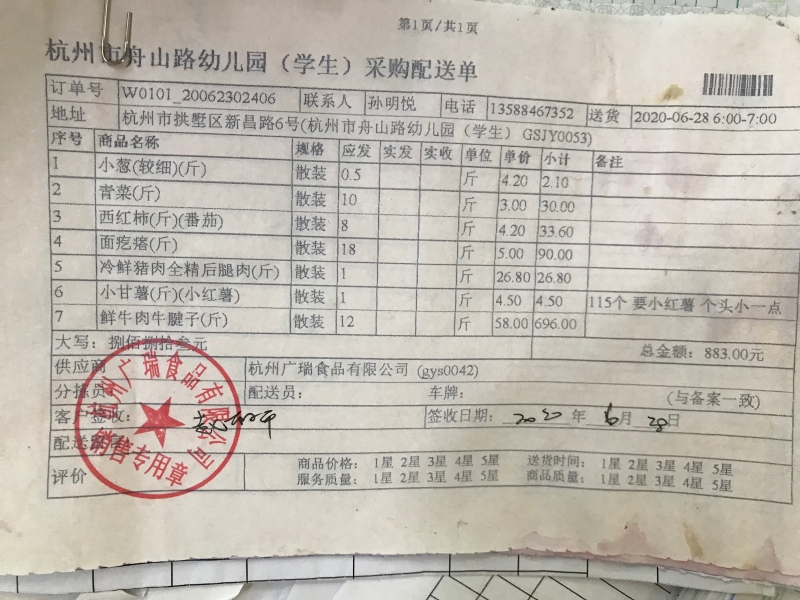 第1页/共1页
杭州市舟山路幼儿园（学生）采购配送单
订单号 W0101_20062302406 联系人 孙明悦 电话 13588467352 送货 2020-06-28 6:00-7:00
地址 杭州市拱墅区新昌路6号(杭州市舟山路幼儿园（学生）GSJY0053)
序号 商品名称 规格 应发 实发 实收 单位 单价 小计 备注
1 小葱(较细)(斤) 散装 0.5 斤 4.20 2.10
2 青菜(斤) 散装 10 斤 3.00 30.00
3 西红柿(斤)(番茄) 散装 8 斤 4.20 33.60
4 面疙瘩(斤) 散装 18 斤 5.00 90.00
5 冷鲜猪肉全精后腿肉(斤) 散装 1 斤 26.80 26.80
6 小甘薯(斤)(小红薯) 散装 1 斤 4.50 4.50 115个 要小红薯 个头小一点
7 鲜牛肉牛腱子(斤) 散装 12 斤 58.00 696.00
大写：捌佰捌拾叁元 总金额：883.00元
供应商 杭州广瑞食品有限公司 (gys0042)
分拣员 配送员： 车牌： (与备案一致)
客户签收： 签收日期： 2020 年 6月 28日
配送
评价 商品价格： 1星 2星 3星 4星 5星 送货时间： 1星 2星 3星 4星 5星
服务质量： 1星 2星 3星 4星 5星 商品质量： 1星 2星 3星 4星 5星
杭州广瑞食品有限公司
销售专用章